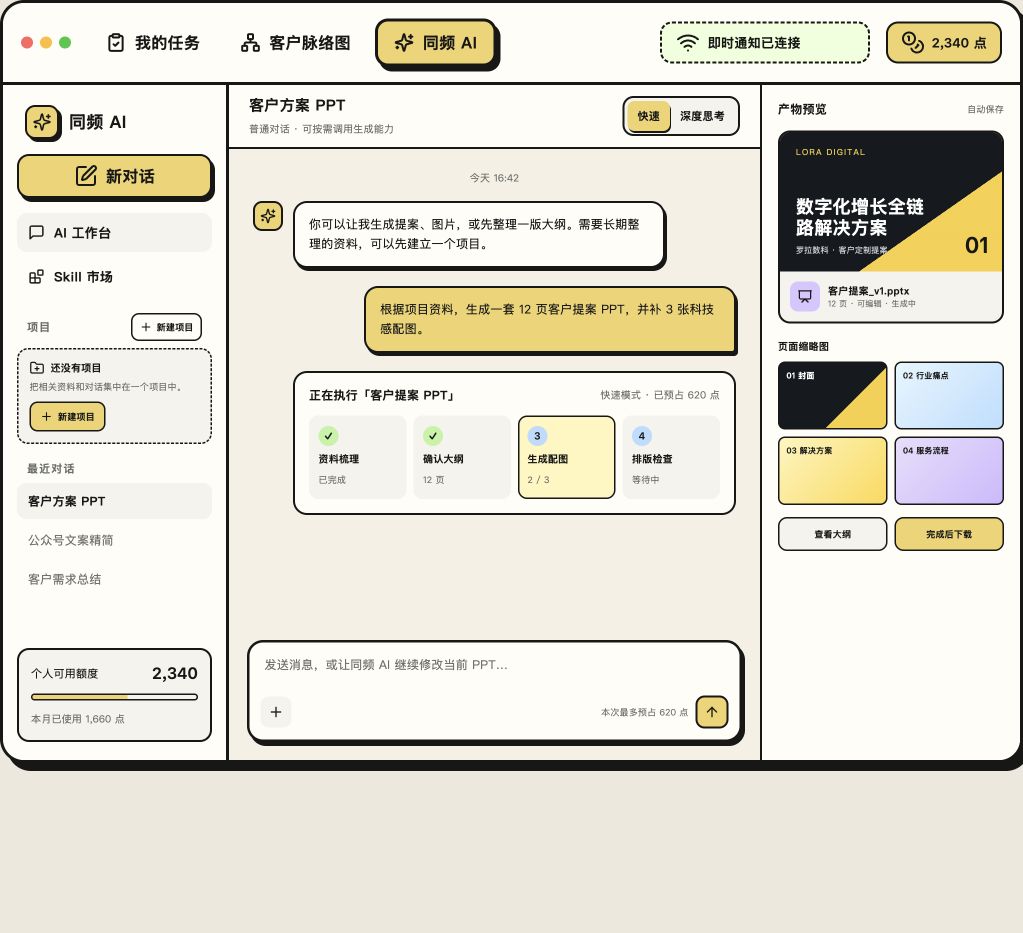 我的任务
客户脉络图
同频 AI
即时通知已连接
2,340 点
同频 AI
新对话
AI 工作台
Skill 市场
项目
新建项目
还没有项目
把相关资料和对话集中在一个项目中。
新建项目
最近对话
客户方案 PPT
公众号文案精简
客户需求总结
个人可用额度
2,340
本月已使用 1,660 点
客户方案 PPT
普通对话 · 可按需调用生成能力
快速
深度思考
今天 16:42
你可以让我生成提案、图片，或先整理一版大纲。需要长期整
理的资料，可以先建立一个项目。
根据项目资料，生成一套 12 页客户提案 PPT，并补 3 张科技
感配图。
正在执行「客户提案 PPT」
快速模式 · 已预占 620 点
资料梳理
已完成
确认大纲
12 页
3
生成配图
2 / 3
4
排版检查
等待中
发送消息，或让同频 AI 继续修改当前 PPT...
本次最多预占 620 点
产物预览
自动保存
LORA DIGITAL
数字化增长全链
路解决方案
罗拉数科 · 客户定制提案
01
客户提案_v1.pptx
12 页 · 可编辑 · 生成中
页面缩略图
01 封面
02 行业痛点
03 解决方案
04 服务流程
查看大纲
完成后下载